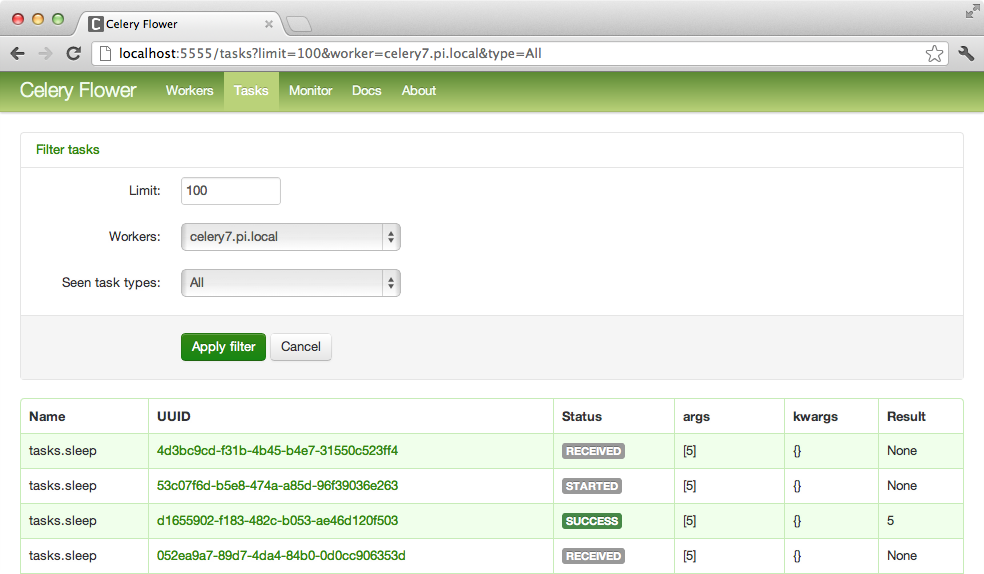 C Celery Flower
localhost:5555/tasks?limit=100&worker=celery7.pi.local&type=All
Celery Flower Workers Tasks Monitor Docs About
Filter tasks
Limit: 100
Workers: celery7.pi.local
Seen task types: All
Apply filter Cancel
Name UUID Status args kwargs Result
tasks.sleep 4d3bc9cd-f31b-4b45-b4e7-31550c523ff4 RECEIVED [5] {} None
tasks.sleep 53c07f6d-b5e8-474a-a85d-96f39036e263 STARTED [5] {} None
tasks.sleep d1655902-f183-482c-b053-ae46d120f503 SUCCESS [5] {} 5
tasks.sleep 052ea9a7-89d7-4da4-84b0-0d0cc906353d RECEIVED [5] {} None